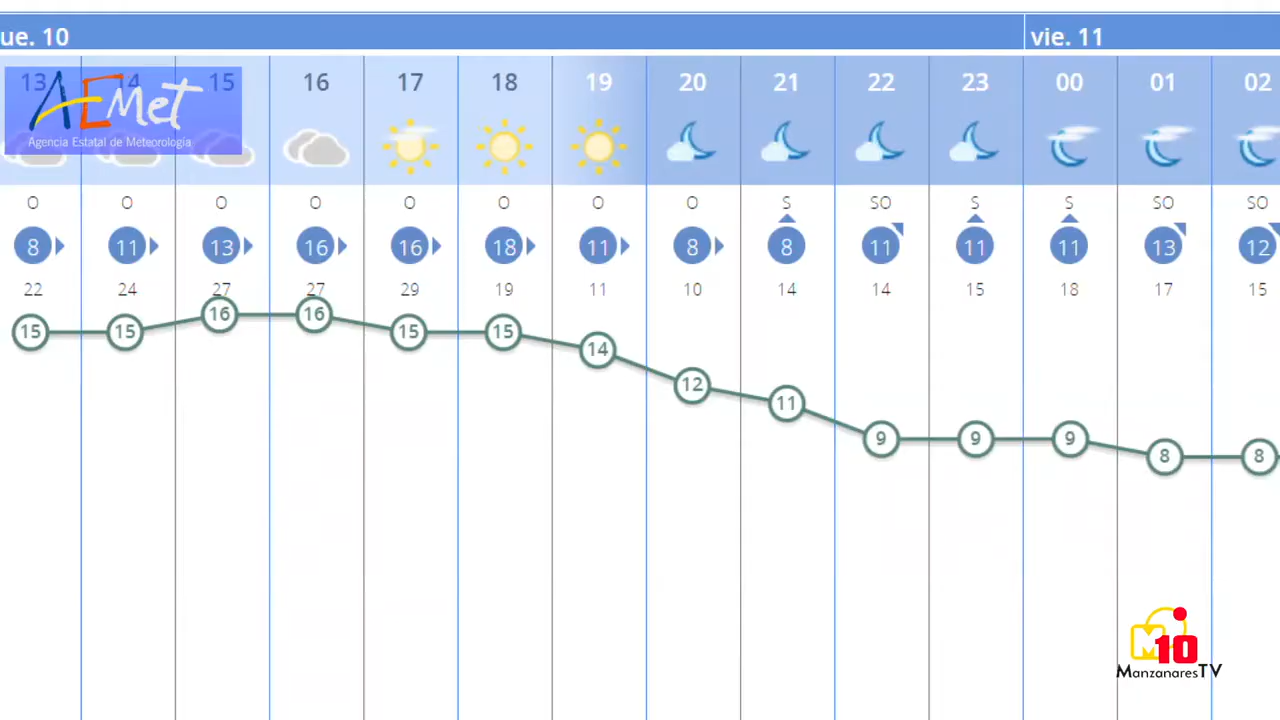 ue. 10 vie. 11
13 14 15 16 17 18 19 20 21 22 23 00 01 02
AEMet
Agencia Estatal de Meteorología
O O O O O O O O S SO S S SO SO
8 11 13 16 16 18 11 8 8 11 11 11 13 12
22 24 27 27 29 19 11 10 14 14 15 18 17 15
15 15 16 16 15 15 14 12 11 9 9 9 8 8
M10
ManzanaresTV